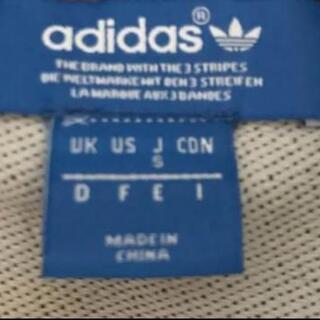 adidas®
THE BRAND WITH THE 3 STRIPES
DIE WELTMARKE MIT DEN 3 STREIFEN
LA MARQUE AUX 3 BANDES
UK US J CDN
S
D F E I
MADE IN
CHINA